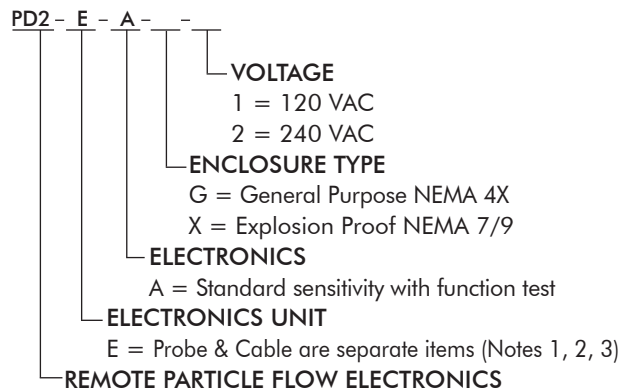 PD2 - E - A - -
VOLTAGE
1 = 120 VAC
2 = 240 VAC
ENCLOSURE TYPE
G = General Purpose NEMA 4X
X = Explosion Proof NEMA 7/9
ELECTRONICS
A = Standard sensitivity with function test
ELECTRONICS UNIT
E = Probe & Cable are separate items (Notes 1, 2, 3)
REMOTE PARTICLE FLOW ELECTRONICS